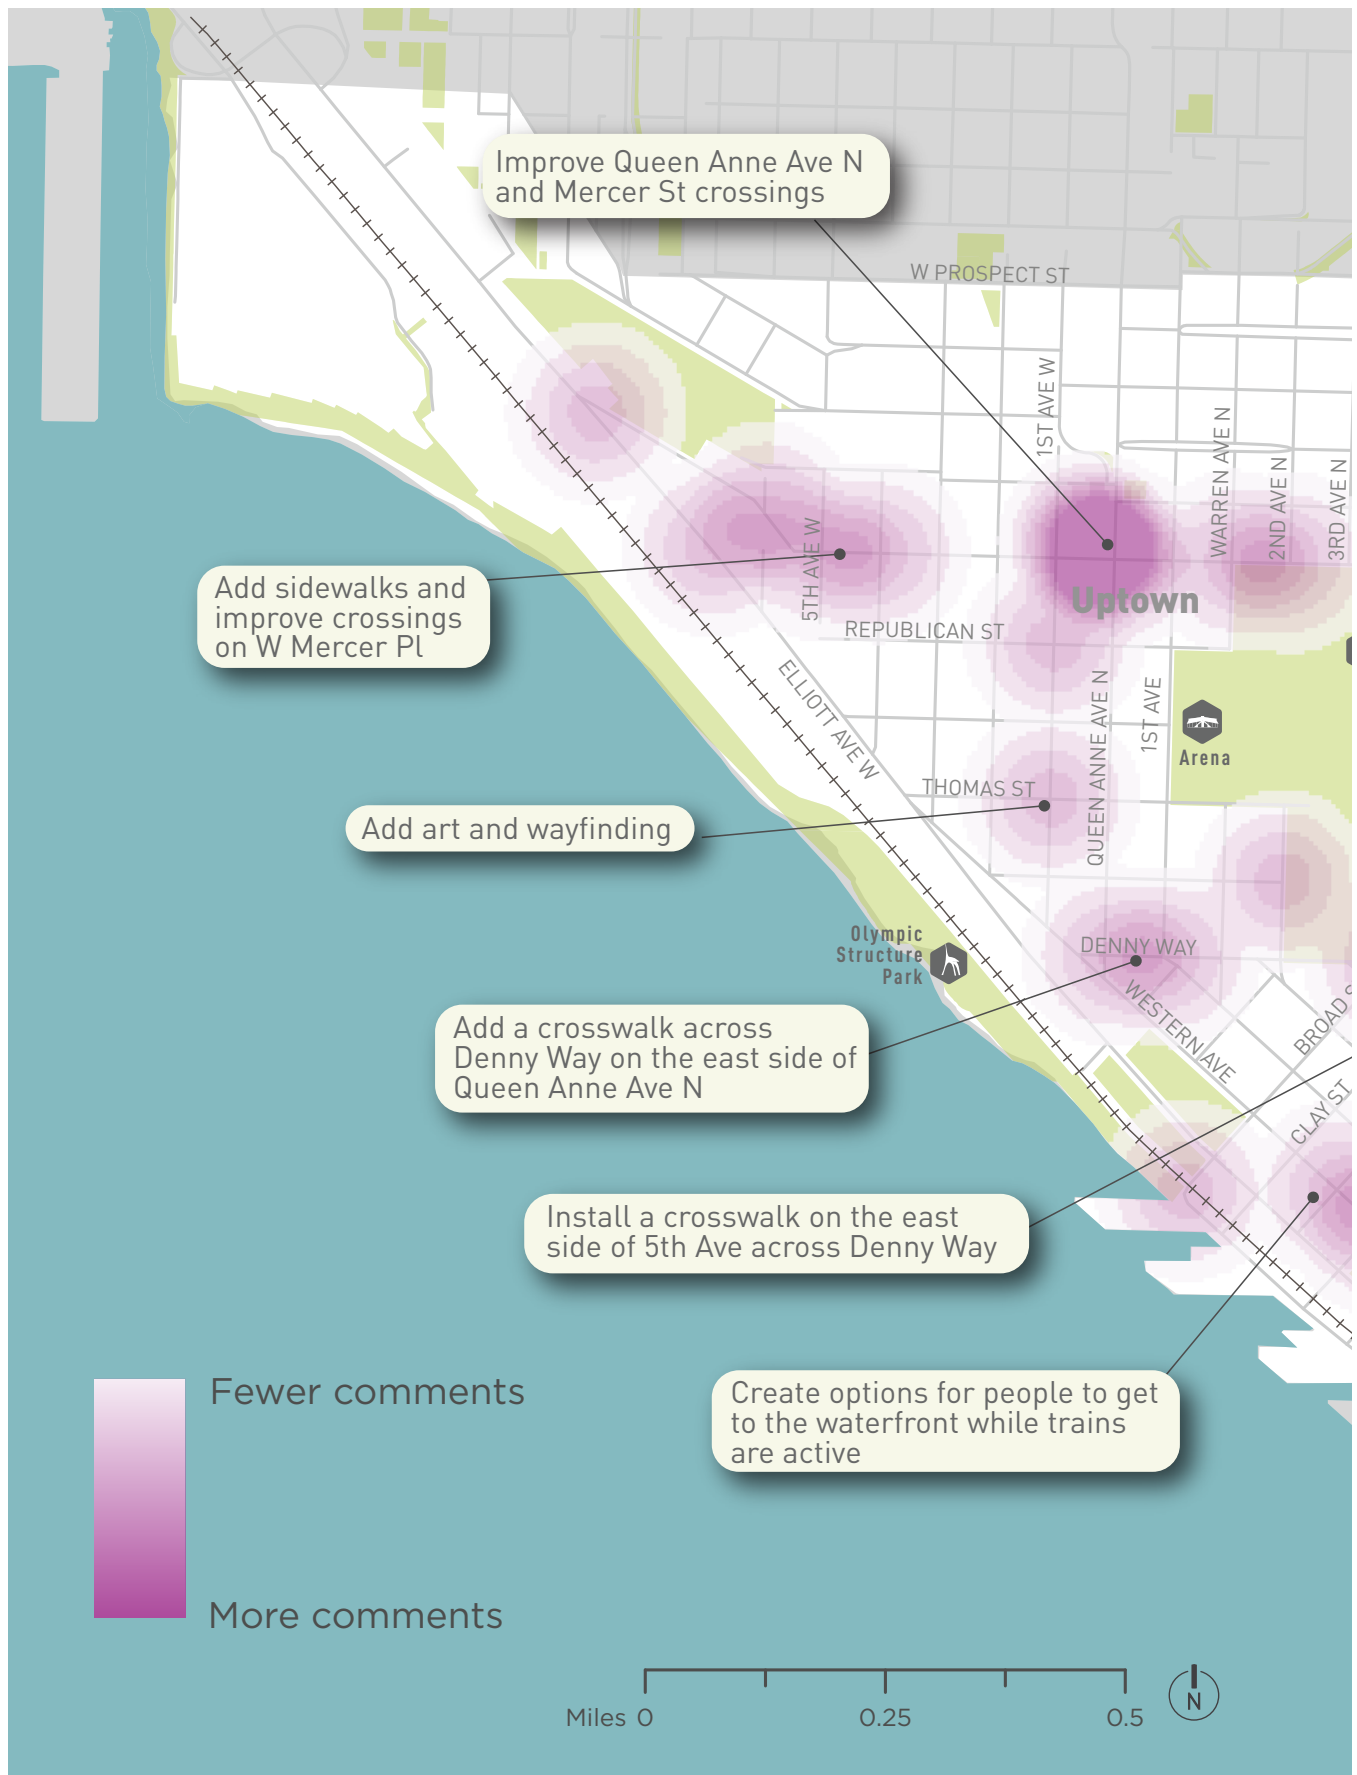 Improve Queen Anne Ave N
and Mercer St crossings
W PROSPECT ST
1ST AVE W
WARREN AVE N
2ND AVE N
3RD AVE N
5TH AVE W
Add sidewalks and
improve crossings
on W Mercer Pl
Uptown
REPUBLICAN ST
ELLIOTT AVE W
QUEEN ANNE AVE N
1ST AVE
Arena
THOMAS ST
Add art and wayfinding
Olympic
Structure
Park
DENNY WAY
WESTERN AVE
BROAD S
CLAY ST
Add a crosswalk across
Denny Way on the east side of
Queen Anne Ave N
Install a crosswalk on the east
side of 5th Ave across Denny Way
Create options for people to get
to the waterfront while trains
are active
Fewer comments
More comments
Miles 0 0.25 0.5
N